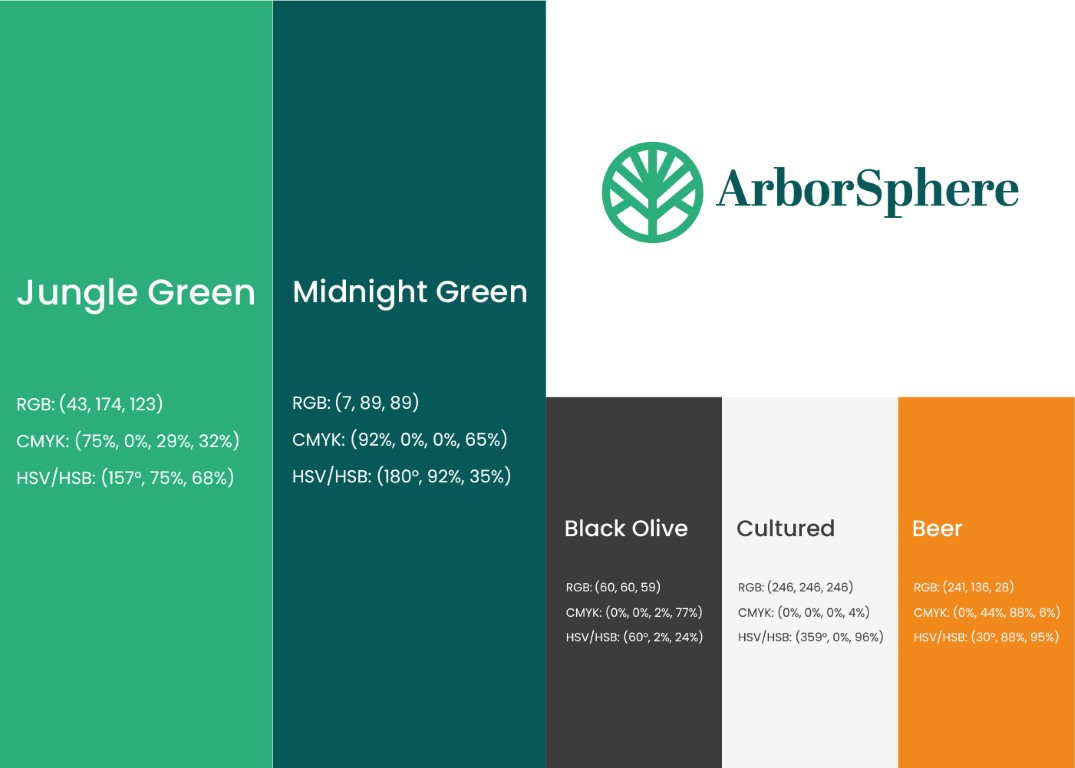 Jungle Green
RGB: (43, 174, 123)
CMYK: (75%, 0%, 29%, 32%)
HSV/HSB: (157º, 75%, 68%)
Midnight Green
RGB: (7, 89, 89)
CMYK: (92%, 0%, 0%, 65%)
HSV/HSB: (180º, 92%, 35%)
ArborSphere
Black Olive
RGB: (60, 60, 59)
CMYK: (0%, 0%, 2%, 77%)
HSV/HSB: (60º, 2%, 24%)
Cultured
RGB: (246, 246, 246)
CMYK: (0%, 0%, 0%, 4%)
HSV/HSB: (359º, 0%, 96%)
Beer
RGB: (241, 136, 28)
CMYK: (0%, 44%, 88%, 6%)
HSV/HSB: (30º, 88%, 95%)